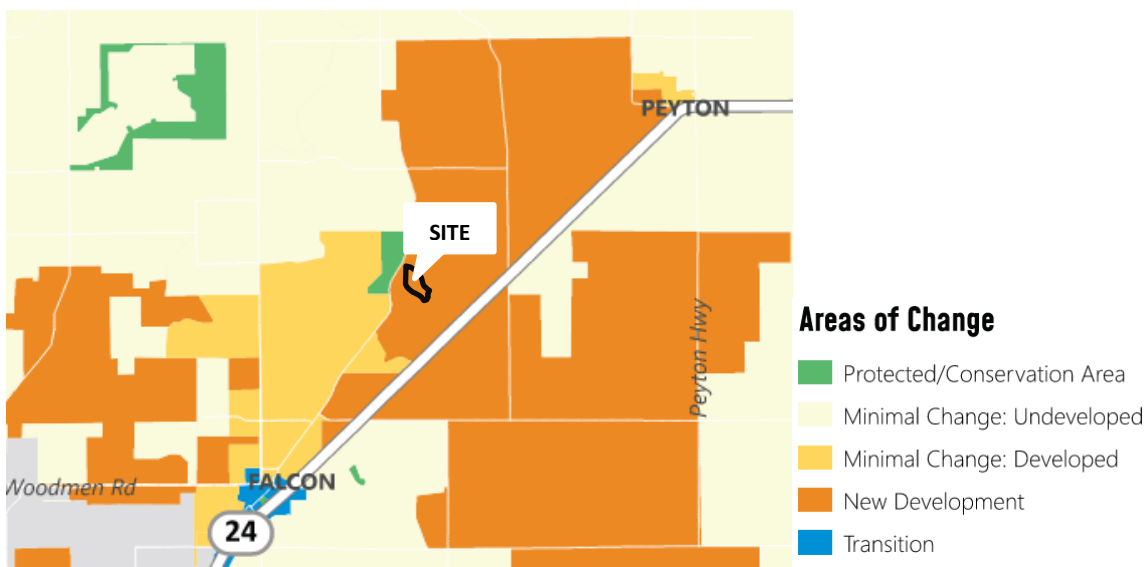 PEYTON
SITE
Peyton Hwy
FALCON
Woodmen Rd
24
Areas of Change
Protected/Conservation Area
Minimal Change: Undeveloped
Minimal Change: Developed
New Development
Transition